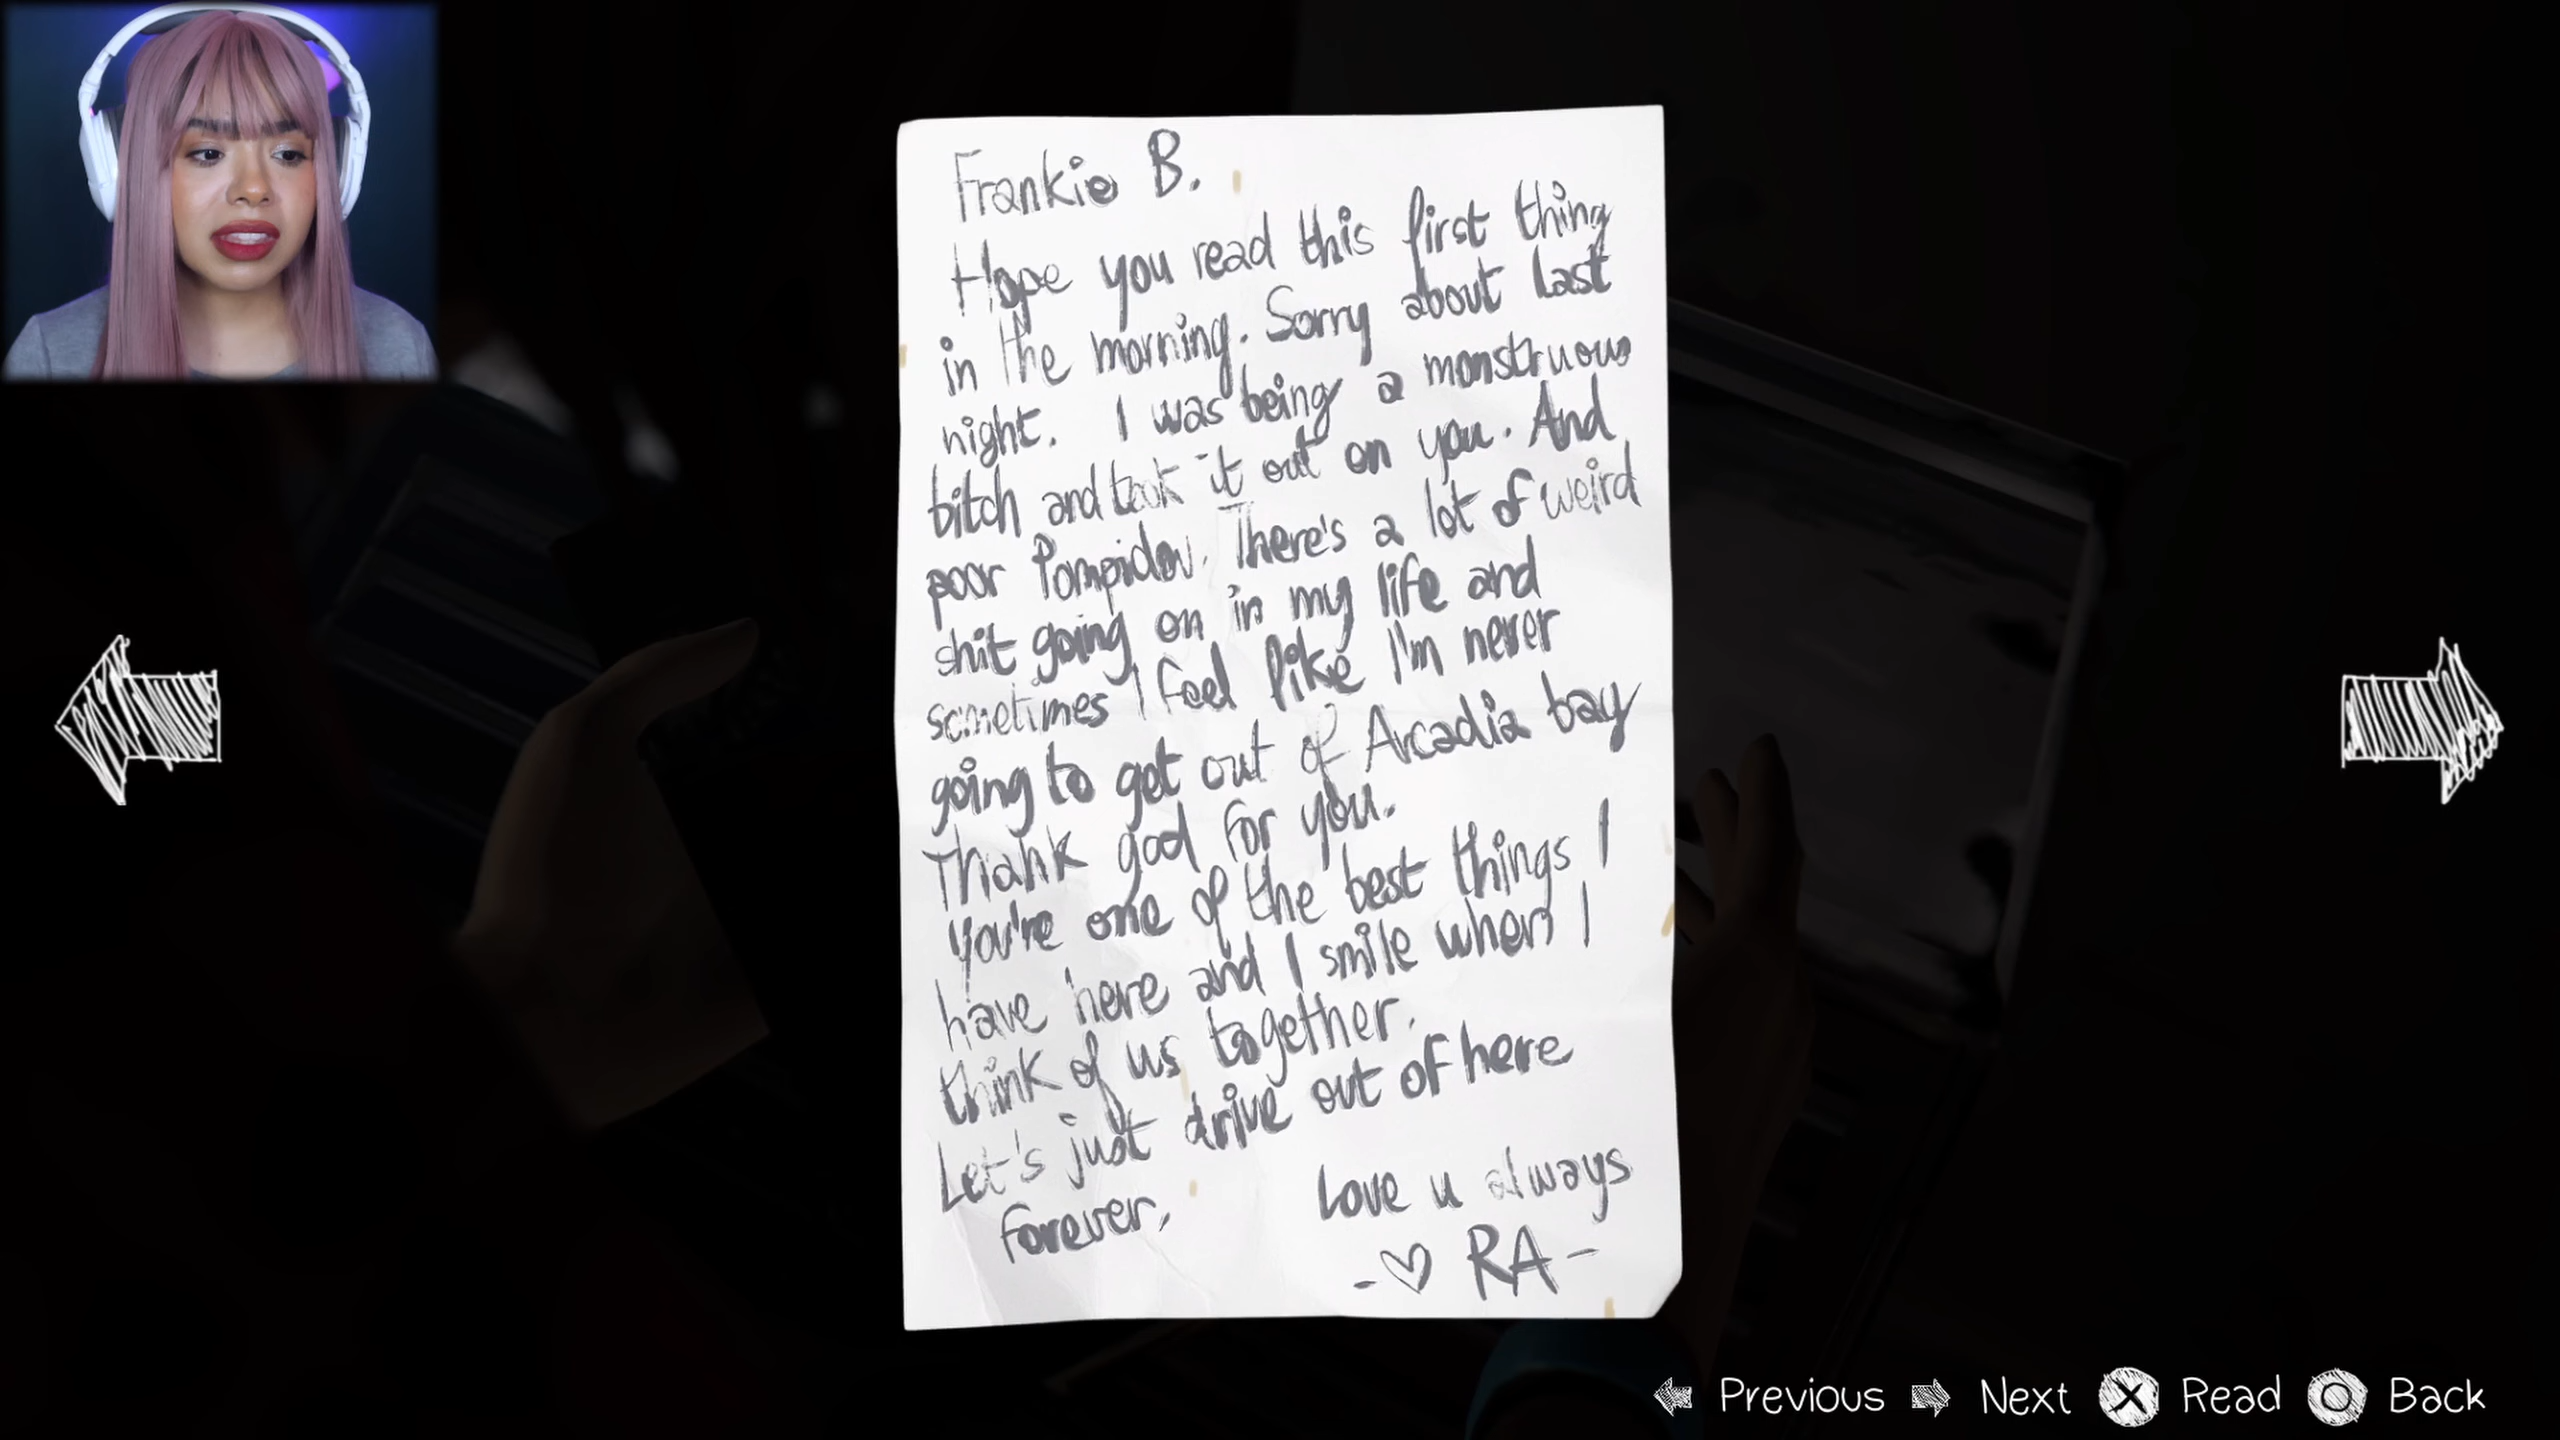 Frankie B.
Hope you read this first thing
in the morning. Sorry about last
night. I was being a monstruous
bitch and took it out on you. And
poor Pompidou. There's a lot of weird
shit going on in my life and
sometimes I feel like I'm never
going to get out of Arcadia bay
Thank god for you.
You're one of the best things I
have here and I smile when I
think of us together.
Let's just drive out of here
forever,
Love u always
-♡ RA-
Previous Next X Read O Back